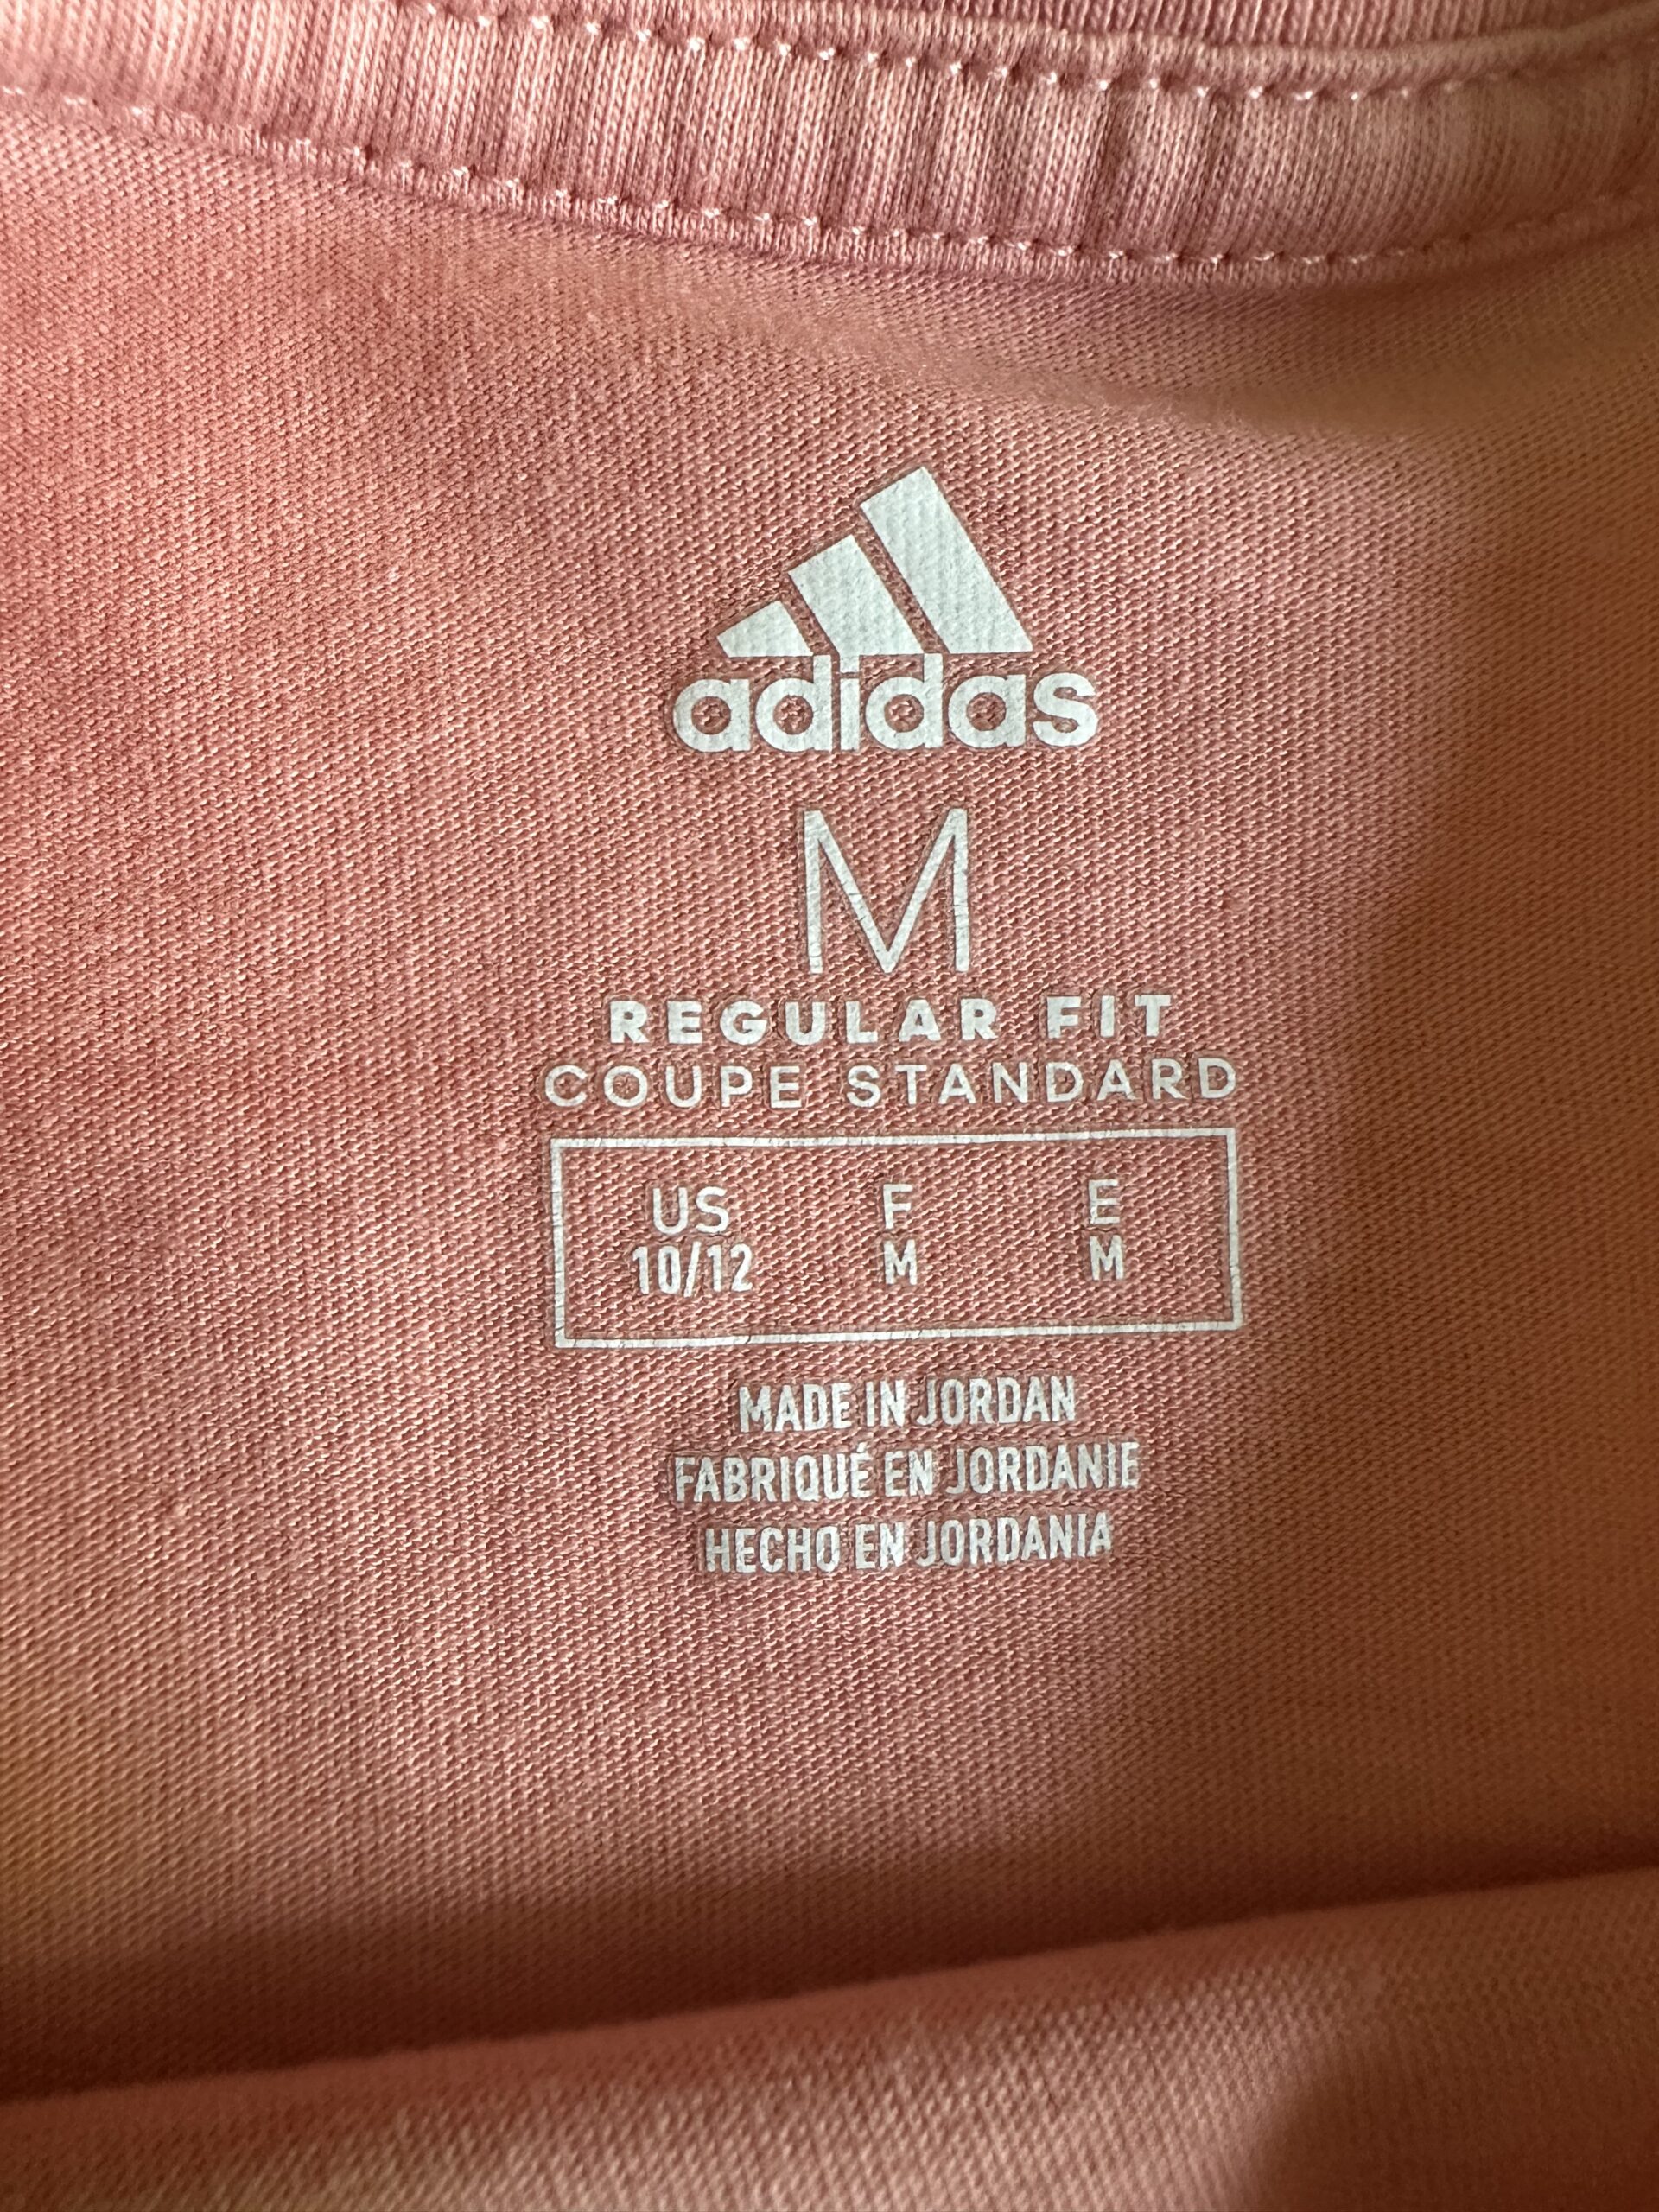 adidas
M
REGULAR FIT
COUPE STANDARD
US F E
10/12 M M
MADE IN JORDAN
FABRIQUÉ EN JORDANIE
HECHO EN JORDANIA